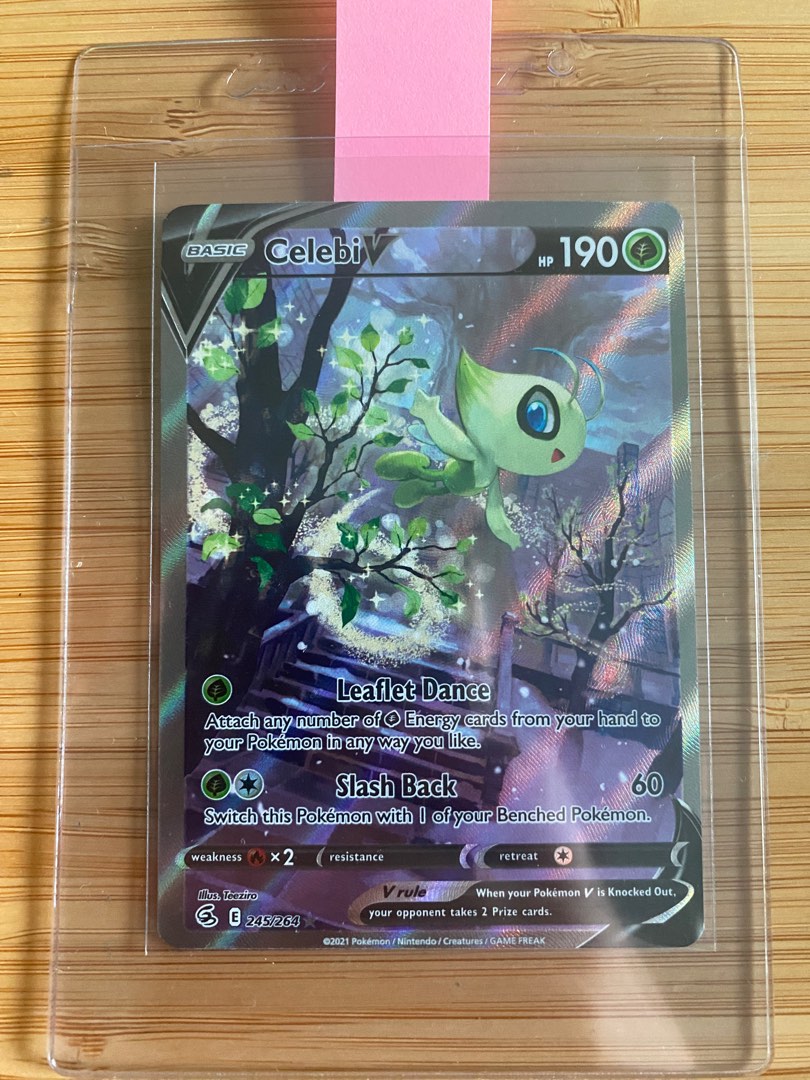 BASIC Celebi V HP 190
Leaflet Dance
Attach any number of Energy cards from your hand to
your Pokémon in any way you like.
Slash Back 60
Switch this Pokémon with 1 of your Benched Pokémon.
weakness ×2 resistance retreat
Illus. Teeziro
V rule When your Pokémon V is Knocked Out,
your opponent takes 2 Prize cards.
E 245/264
©2021 Pokémon / Nintendo / Creatures / GAME FREAK